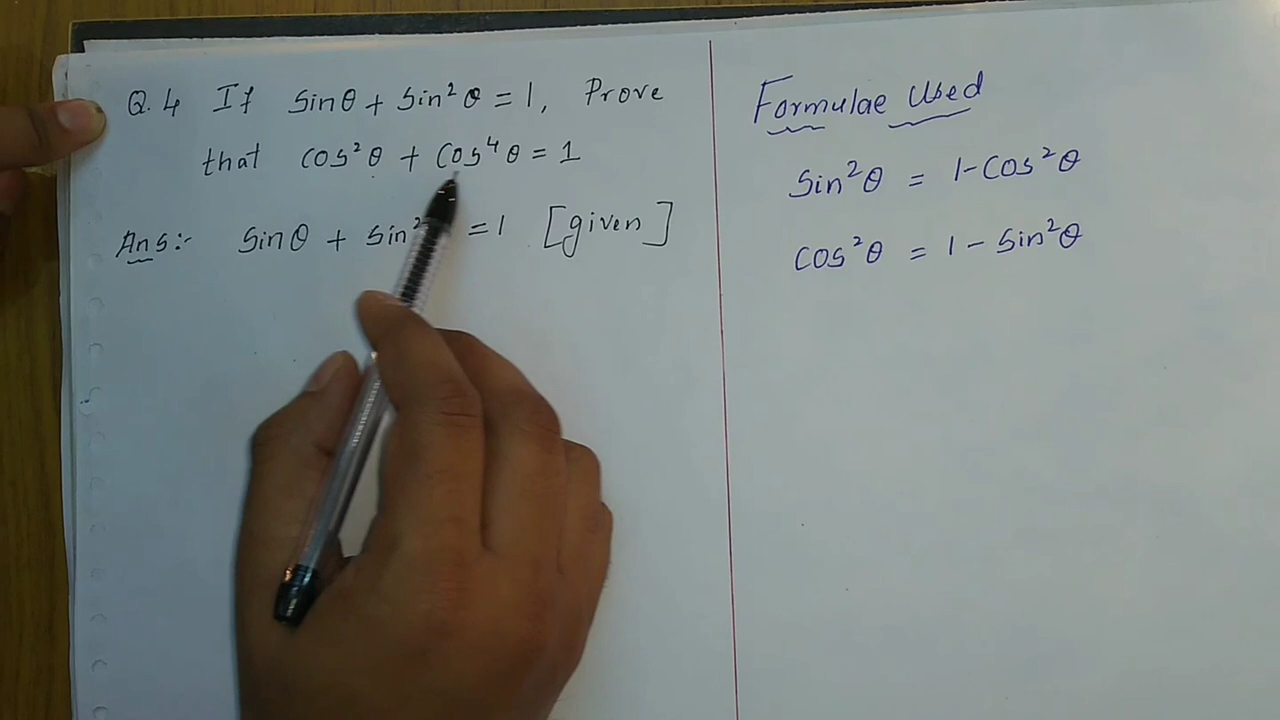 Q.4 If sinθ + sin²θ = 1, Prove
that cos²θ + cos⁴θ = 1
Ans:- sinθ + sin² = 1 [given]
Formulae Used
Sin²θ = 1 - Cos²θ
Cos²θ = 1 - Sin²θ